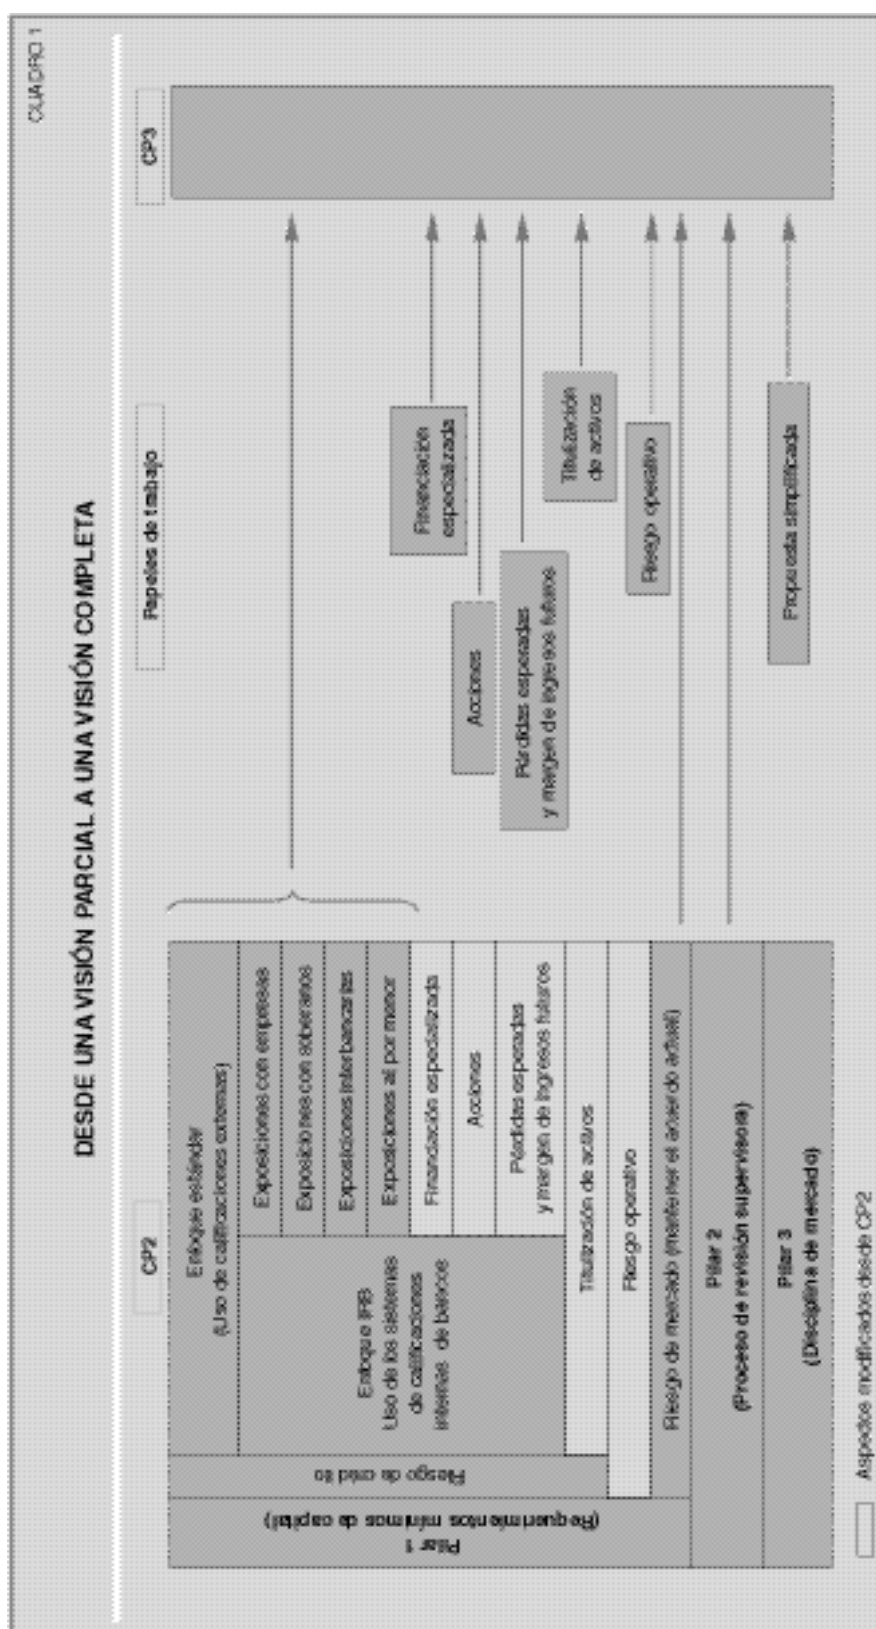 CUADRO 1
DESDE UNA VISIÓN PARCIAL A UNA VISIÓN COMPLETA
CP2
Papeles de trabajo
CP3
Pilar 1
(Requerimientos mínimos de capital)
Riesgo de crédito
Enfoque estándar
(Uso de calificaciones externas)
Enfoque IRB
Uso de los sistemas
de calificaciones
internas de bancos
Exposiciones con empresas
Exposiciones con soberanos
Exposiciones interbancarias
Exposiciones al por menor
Financiación especializada
Acciones
Pérdidas esperadas
y margen de ingresos futuros
Titulización de activos
Riesgo operativo
Riesgo de mercado (mantener el acuerdo actual)
Pilar 2
(Proceso de revisión supervisora)
Pilar 3
(Disciplina de mercado)
Financiación
especializada
Acciones
Pérdidas esperadas
y margen de ingresos futuros
Titulización
de activos
Riesgo operativo
Propuesta simplificada
Aspectos modificados desde CP2